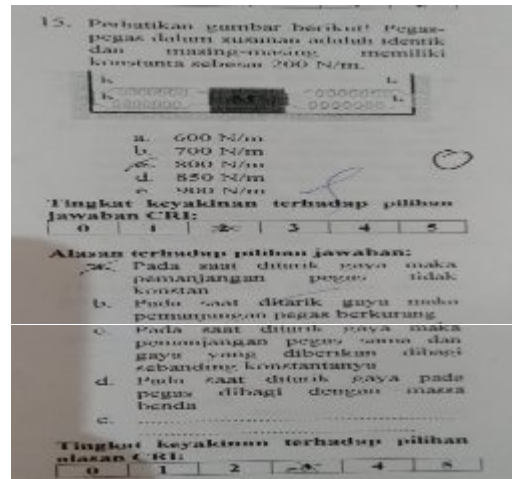 15. Perhatikan gambar berikut! Pegas-
pegas dalam susunan adalah identik
dan masing-masing memiliki
konstanta sebesar 200 N/m.
k k
k M k
a. 600 N/m
b. 700 N/m
c. 800 N/m
d. 850 N/m
e. 900 N/m
Tingkat keyakinan terhadap pilihan
jawaban CRI:
0 1 2 3 4 5
Alasan terhadap pilihan jawaban:
a. Pada saat ditarik gaya maka
pemanjangan pegas tidak
konstan
b. Pada saat ditarik gaya maka
pemanjangan pegas berkurang
c. Pada saat ditarik gaya maka
pemanjangan pegas sama dan
gaya yang diberikan dibagi
sebanding konstantanya
d. Pada saat ditarik gaya pada
pegas dibagi dengan massa
benda
e. ....................
Tingkat keyakinan terhadap pilihan
alasan CRI:
0 1 2 3 4 5